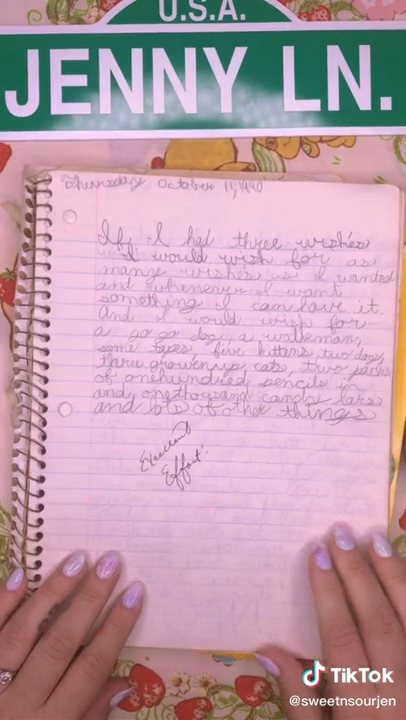 U.S.A.
JENNY LN.
Thursday October 11, 1990
If I had three wishes
I would wish for as
many wishes as I wanted
and whenever I want
something I can have it.
And I would wish for
a go go dog, a walkman,
some tapes, five kittens, two dogs,
three grown up cats, two packs
of onehundred pencils in
and onethousand candy bars
and lots of other things
Excellent
Effort!
TikTok
@sweetnsourjen